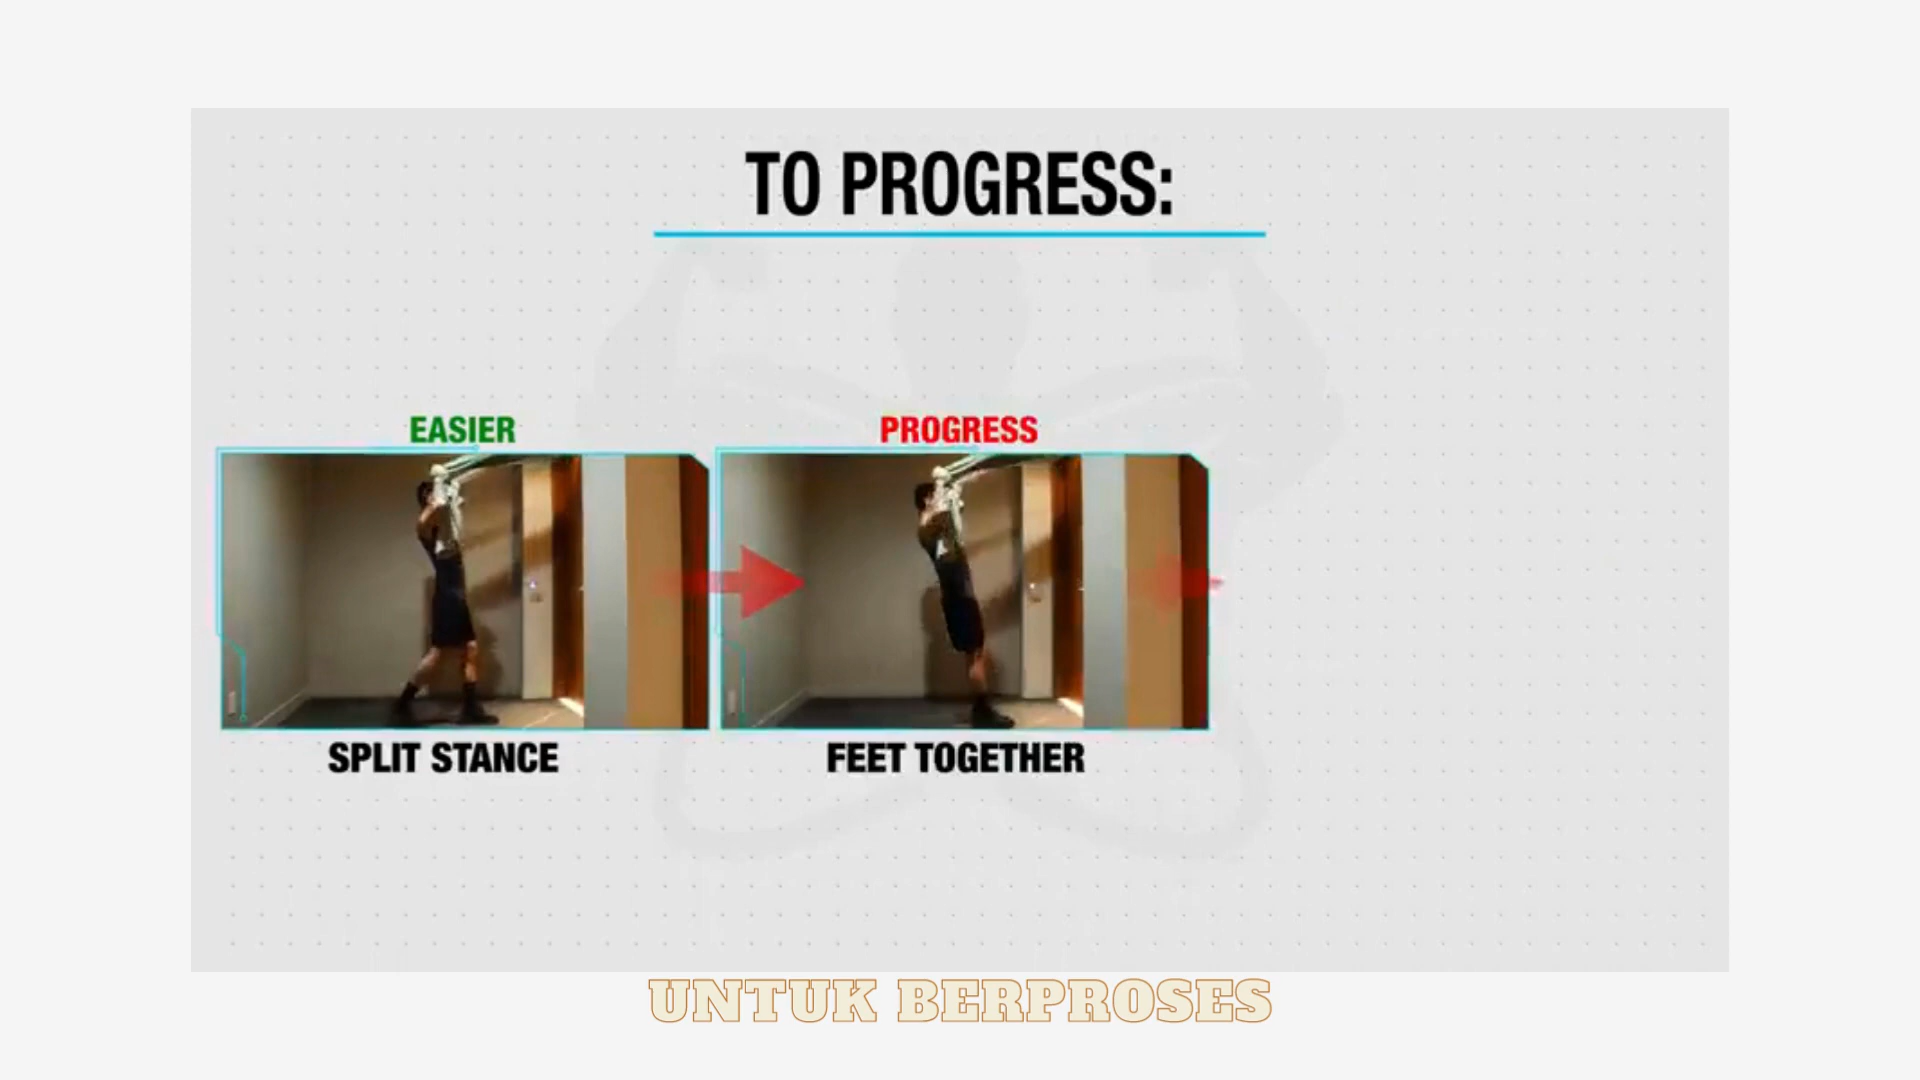 TO PROGRESS:
EASIER
PROGRESS
SPLIT STANCE
FEET TOGETHER
UNTUK BERPROSES